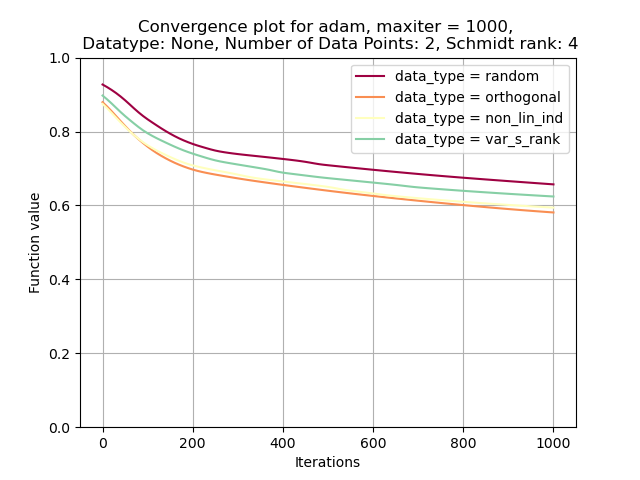 Convergence plot for adam, maxiter = 1000,
Datatype: None, Number of Data Points: 2, Schmidt rank: 4
data_type = random
data_type = orthogonal
data_type = non_lin_ind
data_type = var_s_rank
Function value
1.0
0.8
0.6
0.4
0.2
0.0
0 200 400 600 800 1000
Iterations